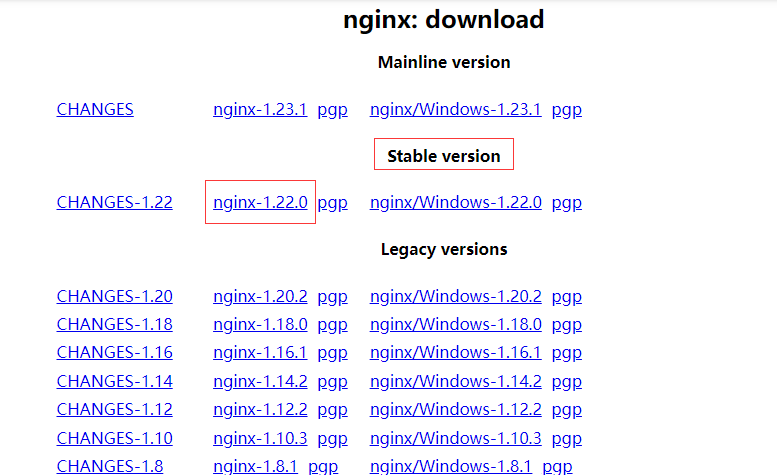 nginx: download
Mainline version
CHANGES nginx-1.23.1 pgp nginx/Windows-1.23.1 pgp
Stable version
CHANGES-1.22 nginx-1.22.0 pgp nginx/Windows-1.22.0 pgp
Legacy versions
CHANGES-1.20 nginx-1.20.2 pgp nginx/Windows-1.20.2 pgp
CHANGES-1.18 nginx-1.18.0 pgp nginx/Windows-1.18.0 pgp
CHANGES-1.16 nginx-1.16.1 pgp nginx/Windows-1.16.1 pgp
CHANGES-1.14 nginx-1.14.2 pgp nginx/Windows-1.14.2 pgp
CHANGES-1.12 nginx-1.12.2 pgp nginx/Windows-1.12.2 pgp
CHANGES-1.10 nginx-1.10.3 pgp nginx/Windows-1.10.3 pgp
CHANGES-1.8 nginx-1.8.1 pgp nginx/Windows-1.8.1 pgp